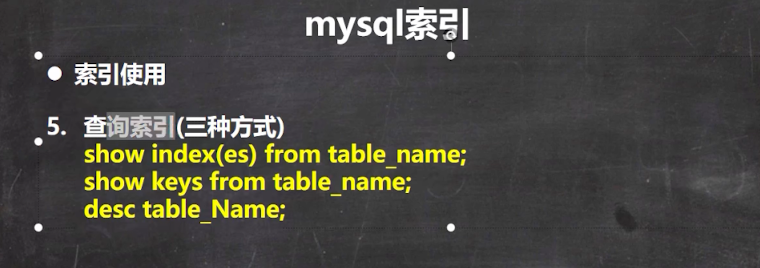 mysql索引
● 索引使用
5. 查询索引(三种方式)
show index(es) from table_name;
show keys from table_name;
desc table_Name;